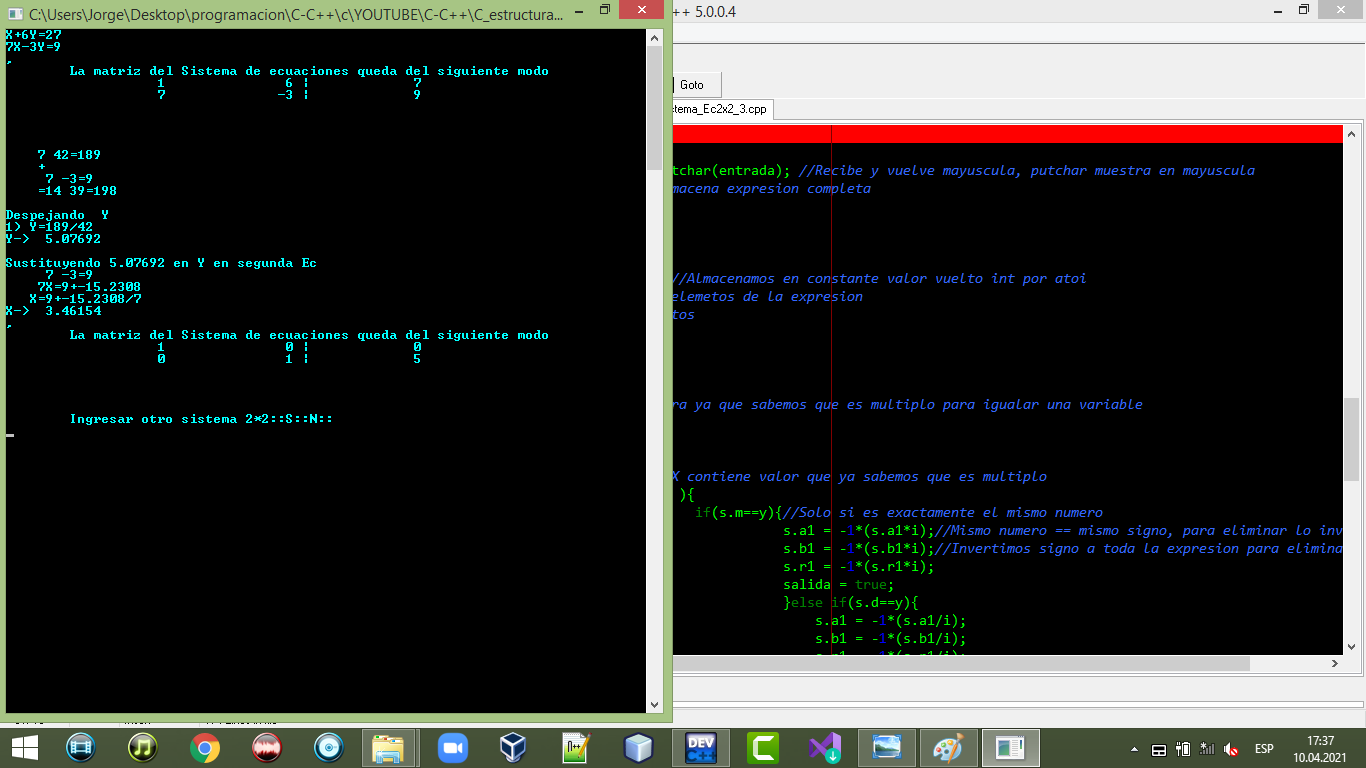 C:\Users\Jorge\Desktop\programacion\C-C++\c\YOUTUBE\C-C++\C_estructura...
X+6Y=27
7X-3Y=9
La matriz del Sistema de ecuaciones queda del siguiente modo
1 6 ¦ 7
7 -3 ¦ 9
7 42=189
+
7 -3=9
=14 39=198
Despejando Y
1) Y=189/42
Y-> 5.07692
Sustituyendo 5.07692 en Y en segunda Ec
7 -3=9
7X=9+-15.2308
X=9+-15.2308/7
X-> 3.46154
La matriz del Sistema de ecuaciones queda del siguiente modo
1 0 ¦ 0
0 1 ¦ 5
Ingresar otro sistema 2*2::S::N::
++ 5.0.0.4
Goto
stema_Ec2x2_3.cpp
tchar(entrada); //Recibe y vuelve mayuscula, putchar muestra en mayuscula
macena expresion completa
//Almacenamos en constante valor vuelto int por atoi
elemetos de la expresion
tos
ra ya que sabemos que es multiplo para igualar una variable
X contiene valor que ya sabemos que es multiplo
){
if(s.m==y){//Solo si es exactamente el mismo numero
s.a1 = -1*(s.a1*i);//Mismo numero == mismo signo, para eliminar lo inv
s.b1 = -1*(s.b1*i);//Invertimos signo a toda la expresion para elimina
s.r1 = -1*(s.r1*i);
salida = true;
}else if(s.d==y){
s.a1 = -1*(s.a1/i);
s.b1 = -1*(s.b1/i);
N++
DEV
C++
C
ESP
17:37
10.04.2021